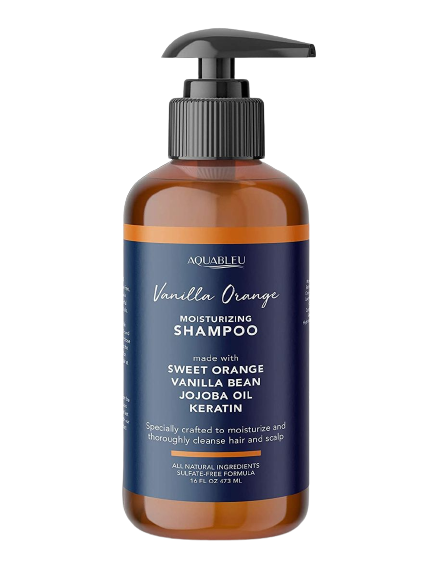 AQUABLEU
Vanilla Orange
MOISTURIZING
SHAMPOO
made with
SWEET ORANGE
VANILLA BEAN
JOJOBA OIL
KERATIN
Specially crafted to moisturize and
thoroughly cleanse hair and scalp
ALL NATURAL INGREDIENTS
SULFATE-FREE FORMULA
16 FL OZ 473 ML